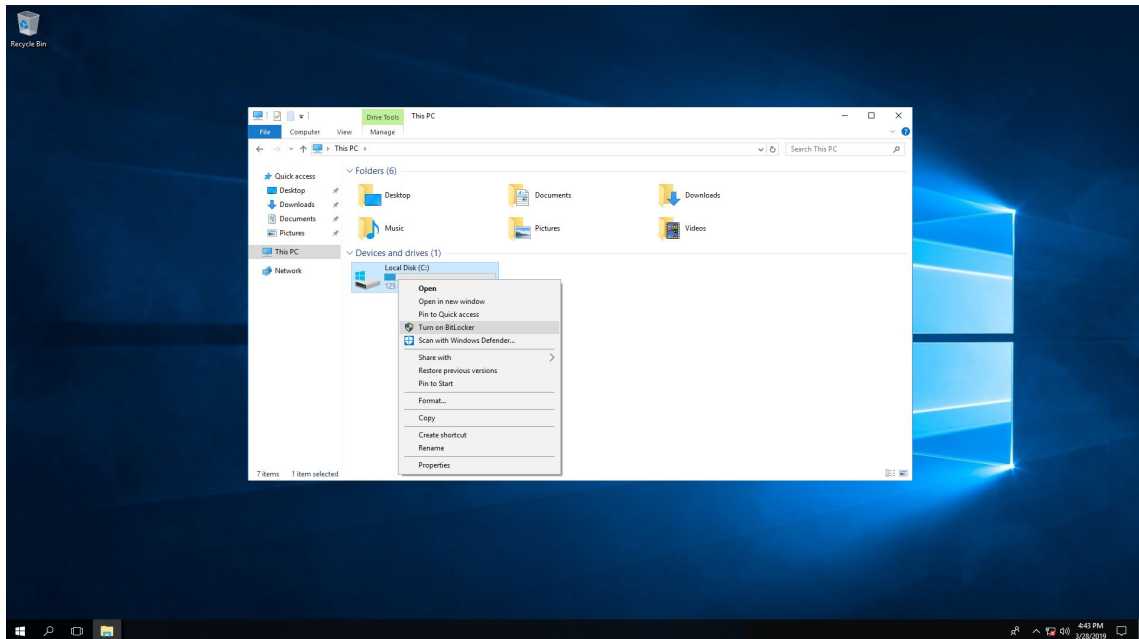 Recycle Bin
Drive Tools
This PC
File
Computer
View
Manage
This PC
Search This PC
Quick access
Desktop
Downloads
Documents
Pictures
This PC
Network
Folders (6)
Desktop
Documents
Downloads
Music
Pictures
Videos
Devices and drives (1)
Local Disk (C:)
125
Open
Open in new window
Pin to Quick access
Turn on BitLocker
Scan with Windows Defender...
Share with
Restore previous versions
Pin to Start
Format...
Copy
Create shortcut
Rename
Properties
7 items 1 item selected
4:43 PM
3/28/2019